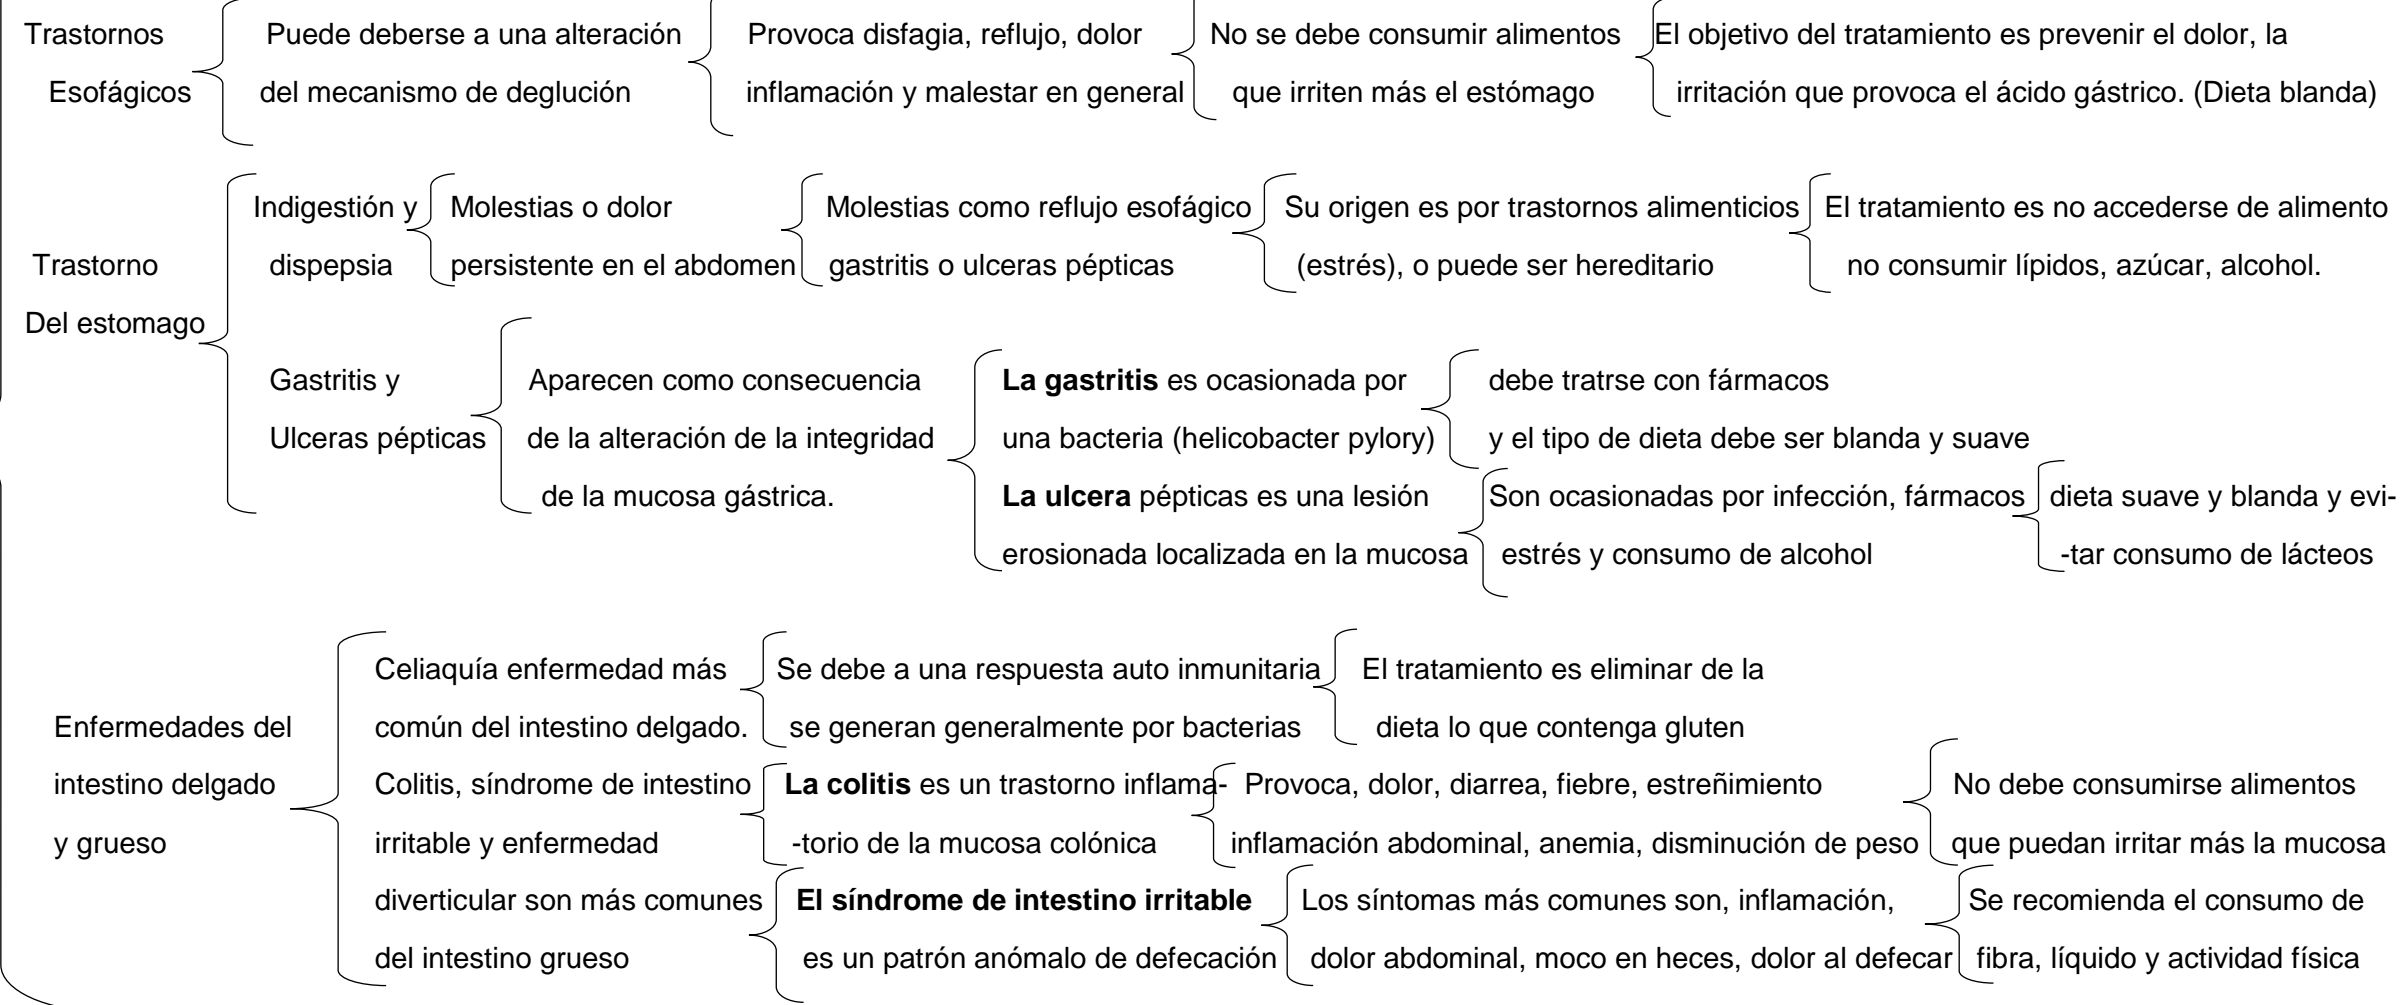 Trastornos
Esofágicos
Puede deberse a una alteración
del mecanismo de deglución
Provoca disfagia, reflujo, dolor
inflamación y malestar en general
No se debe consumir alimentos
que irriten más el estómago
El objetivo del tratamiento es prevenir el dolor, la
irritación que provoca el ácido gástrico. (Dieta blanda)
Trastorno
Del estomago
Indigestión y
dispepsia
Molestias o dolor
persistente en el abdomen
Molestias como reflujo esofágico
gastritis o ulceras pépticas
Su origen es por trastornos alimenticios
(estrés), o puede ser hereditario
El tratamiento es no accederse de alimento
no consumir lípidos, azúcar, alcohol.
Gastritis y
Ulceras pépticas
Aparecen como consecuencia
de la alteración de la integridad
de la mucosa gástrica.
La gastritis es ocasionada por
una bacteria (helicobacter pylory)
debe tratrse con fármacos
y el tipo de dieta debe ser blanda y suave
La ulcera pépticas es una lesión
erosionada localizada en la mucosa
Son ocasionadas por infección, fármacos
estrés y consumo de alcohol
dieta suave y blanda y evi-
-tar consumo de lácteos
Enfermedades del
intestino delgado
y grueso
Celiaquía enfermedad más
común del intestino delgado.
Se debe a una respuesta auto inmunitaria
se generan generalmente por bacterias
El tratamiento es eliminar de la
dieta lo que contenga gluten
Colitis, síndrome de intestino
irritable y enfermedad
diverticular son más comunes
del intestino grueso
La colitis es un trastorno inflama-
-torio de la mucosa colónica
Provoca, dolor, diarrea, fiebre, estreñimiento
inflamación abdominal, anemia, disminución de peso
No debe consumirse alimentos
que puedan irritar más la mucosa
El síndrome de intestino irritable
es un patrón anómalo de defecación
Los síntomas más comunes son, inflamación,
dolor abdominal, moco en heces, dolor al defecar
Se recomienda el consumo de
fibra, líquido y actividad física